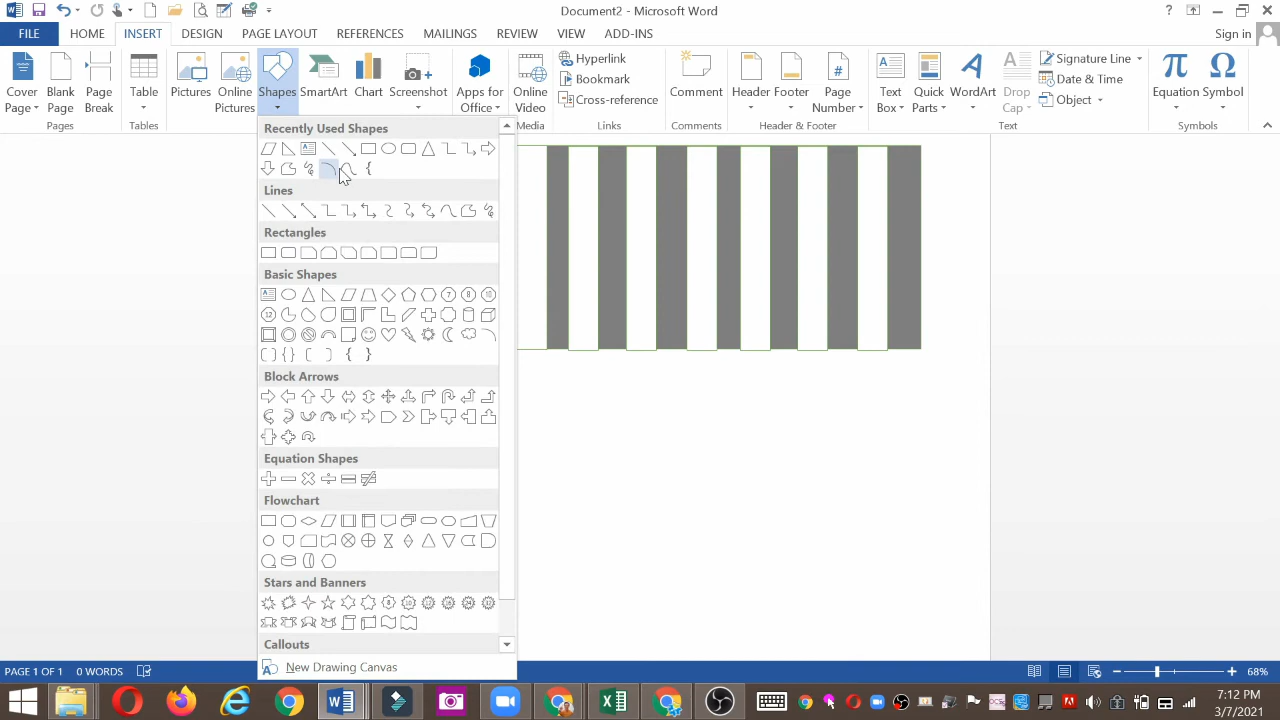 Document2 - Microsoft Word
FILE HOME INSERT DESIGN PAGE LAYOUT REFERENCES MAILINGS REVIEW VIEW ADD-INS Sign in
Cover Page
Blank Page
Page Break
Pages
Table
Tables
Pictures
Online Pictures
Shapes
SmartArt
Chart
Screenshot
Apps for Office
Online Video
Media
Hyperlink
Bookmark
Cross-reference
Links
Comment
Comments
Header
Footer
Page Number
Header & Footer
Text Box
Quick Parts
WordArt
Drop Cap
Signature Line
Date & Time
Object
Text
Equation
Symbol
Symbols
Recently Used Shapes
Lines
Rectangles
Basic Shapes
Block Arrows
Equation Shapes
Flowchart
Stars and Banners
Callouts
New Drawing Canvas
PAGE 1 OF 1 0 WORDS 68%
7:12 PM
3/7/2021